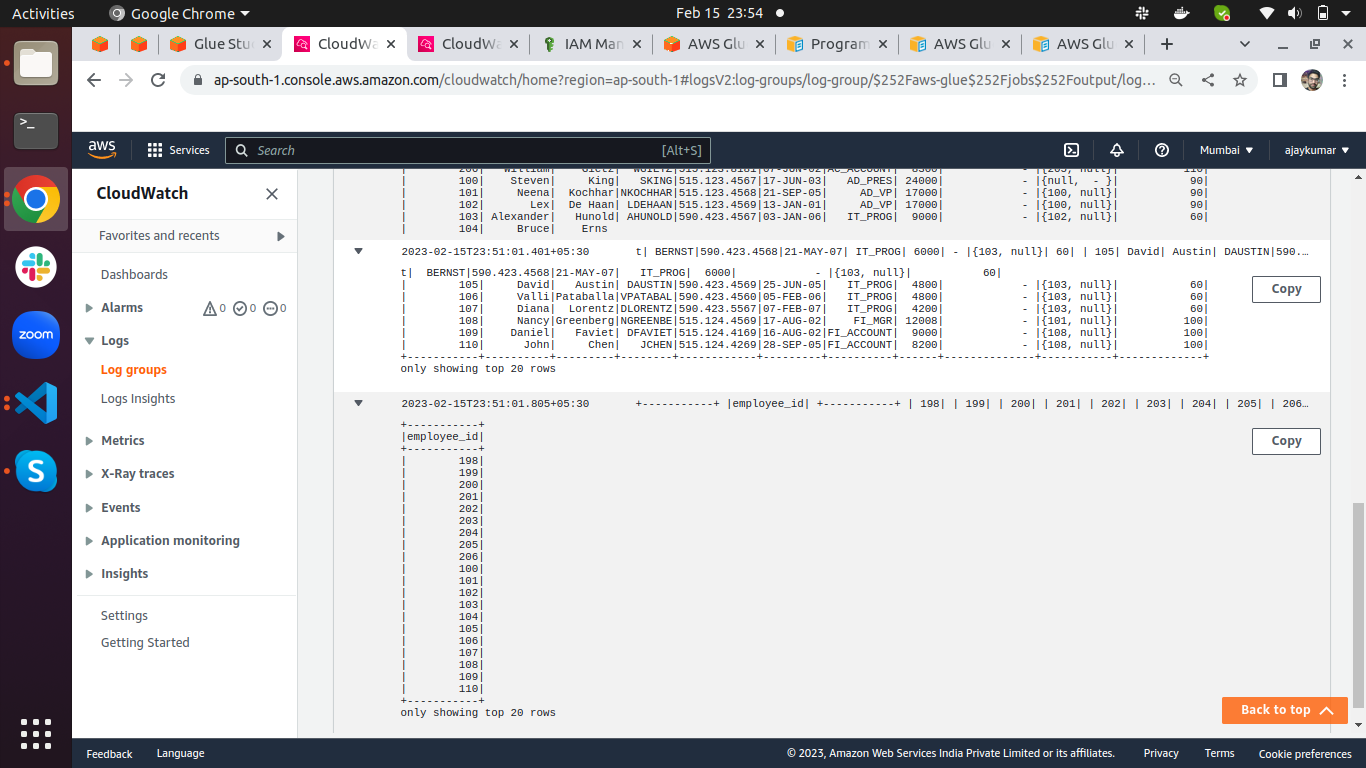 Activities
Google Chrome
Feb 15 23:54
Glue Stu
CloudWa
CloudWa
IAM Man
AWS Glu
Program
AWS Glu
AWS Glu
ap-south-1.console.aws.amazon.com/cloudwatch/home?region=ap-south-1#logsV2:log-groups/log-group/$252Faws-glue$252Fjobs$252Foutput/log…
aws
Services
Search
[Alt+S]
Mumbai
ajaykumar
CloudWatch
Favorites and recents
Dashboards
Alarms
0 0 0
Logs
Log groups
Logs Insights
Metrics
X-Ray traces
Events
Application monitoring
Insights
Settings
Getting Started
| 100| Steven| King| SKING|515.123.4567|17-JUN-03| AD_PRES| 24000| - |{null, - }| 90|
| 101| Neena| Kochhar|NKOCHHAR|515.123.4568|21-SEP-05| AD_VP| 17000| - |{100, null}| 90|
| 102| Lex| De Haan| LDEHAAN|515.123.4569|13-JAN-01| AD_VP| 17000| - |{100, null}| 90|
| 103| Alexander| Hunold| AHUNOLD|590.423.4567|03-JAN-06| IT_PROG| 9000| - |{102, null}| 60|
| 104| Bruce| Erns
2023-02-15T23:51:01.401+05:30 t| BERNST|590.423.4568|21-MAY-07| IT_PROG| 6000| - |{103, null}| 60| | 105| David| Austin| DAUSTIN|590.…
t| BERNST|590.423.4568|21-MAY-07| IT_PROG| 6000| - |{103, null}| 60|
| 105| David| Austin| DAUSTIN|590.423.4569|25-JUN-05| IT_PROG| 4800| - |{103, null}| 60|
| 106| Valli|Pataballa|VPATABAL|590.423.4560|05-FEB-06| IT_PROG| 4800| - |{103, null}| 60|
| 107| Diana| Lorentz|DLORENTZ|590.423.5567|07-FEB-07| IT_PROG| 4200| - |{103, null}| 60|
| 108| Nancy|Greenberg|NGREENBE|515.124.4569|17-AUG-02| FI_MGR| 12008| - |{101, null}| 100|
| 109| Daniel| Faviet| DFAVIET|515.124.4169|16-AUG-02|FI_ACCOUNT| 9000| - |{108, null}| 100|
| 110| John| Chen| JCHEN|515.124.4269|28-SEP-05|FI_ACCOUNT| 8200| - |{108, null}| 100|
+-----------+----------+---------+--------+------------+---------+----------+------+--------------+-----------+-------------+
only showing top 20 rows
Copy
2023-02-15T23:51:01.805+05:30 +-----------+ |employee_id| +-----------+ | 198| | 199| | 200| | 201| | 202| | 203| | 204| | 205| | 206…
+-----------+
|employee_id|
+-----------+
| 198|
| 199|
| 200|
| 201|
| 202|
| 203|
| 204|
| 205|
| 206|
| 100|
| 101|
| 102|
| 103|
| 104|
| 105|
| 106|
| 107|
| 108|
| 109|
| 110|
+-----------+
only showing top 20 rows
Copy
Back to top
zoom
Feedback
Language
© 2023, Amazon Web Services India Private Limited or its affiliates.
Privacy
Terms
Cookie preferences